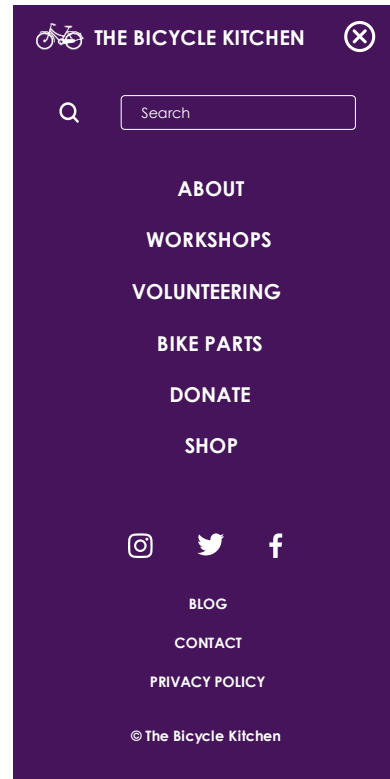 THE BICYCLE KITCHEN
Search
ABOUT
WORKSHOPS
VOLUNTEERING
BIKE PARTS
DONATE
SHOP
BLOG
CONTACT
PRIVACY POLICY
© The Bicycle Kitchen